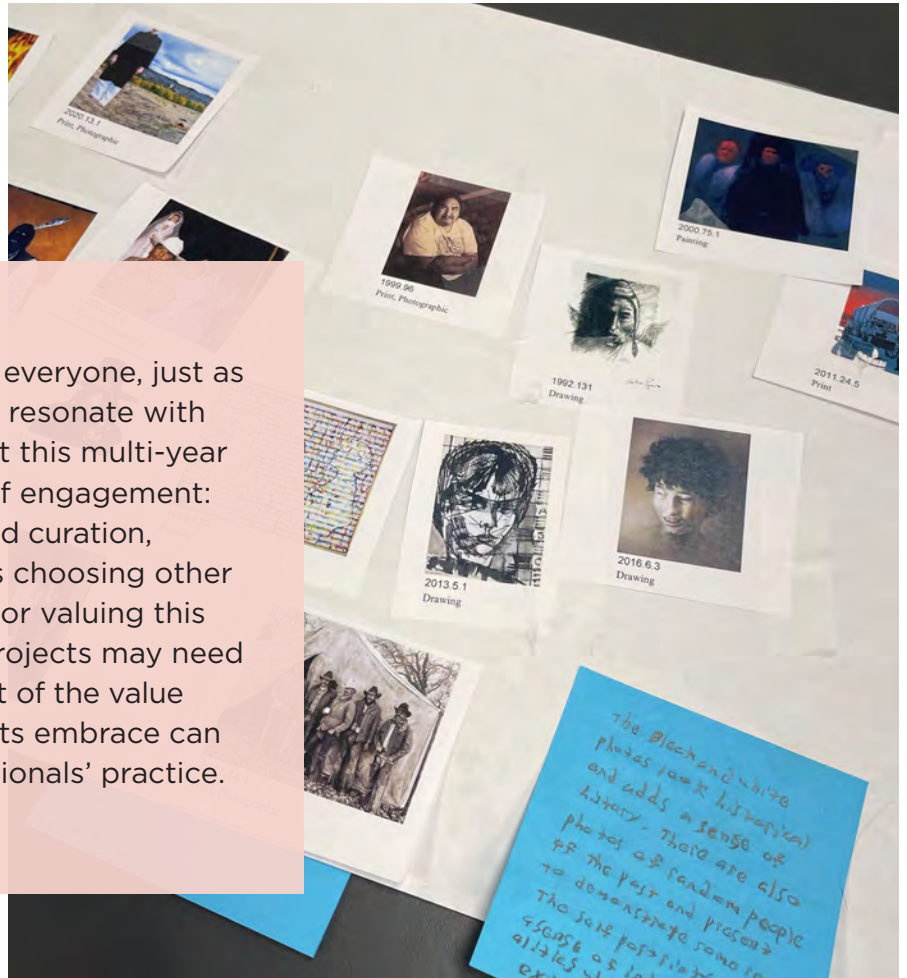 2020.13.1
Print, Photographic
1999.96
Print, Photographic
2000.75.1
Painting
1992.131
Drawing
2011.24.5
Print
2013.5.1
Drawing
2016.6.3
Drawing
everyone, just as
resonate with
t this multi-year
f engagement:
d curation,
s choosing other
or valuing this
rojects may need
t of the value
ts embrace can
ionals' practice.
The Black and white
photos look historical
and adds a sense of
history. There are also
photos of random people
of the past and present
to demonstrate some
The self
a sense of